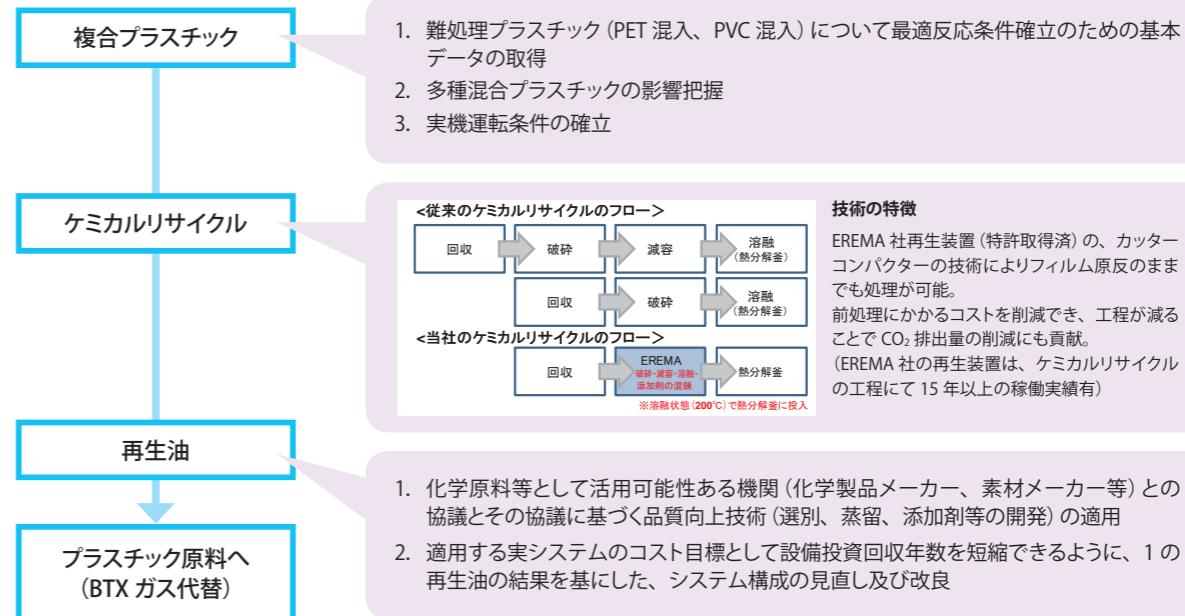 複合プラスチック
1. 難処理プラスチック（PET 混入、PVC 混入）について最適反応条件確立のための基本
データの取得
2. 多種混合プラスチックの影響把握
3. 実機運転条件の確立
ケミカルリサイクル
<従来のケミカルリサイクルのフロー>
回収
破砕
減容
溶融
（熱分解釜）
回収
破砕
溶融
（熱分解釜）
<当社のケミカルリサイクルのフロー>
回収
EREMA
破砕・減容・溶融・
添加剤の混錬
熱分解釜
※溶融状態（200℃）で熱分解釜に投入
技術の特徴
EREMA 社再生装置（特許取得済）の、カッター
コンパクターの技術によりフィルム原反のまま
でも処理が可能。
前処理にかかるコストを削減でき、工程が減る
ことで CO₂ 排出量の削減にも貢献。
（EREMA 社の再生装置は、ケミカルリサイクル
の工程にて 15 年以上の稼働実績有）
再生油
1. 化学原料等として活用可能性ある機関（化学製品メーカー、素材メーカー等）との
協議とその協議に基づく品質向上技術（選別、蒸留、添加剤等の開発）の適用
2. 適用する実システムのコスト目標として設備投資回収年数を短縮できるように、1 の
再生油の結果を基にした、システム構成の見直し及び改良
プラスチック原料へ
（BTX ガス代替）